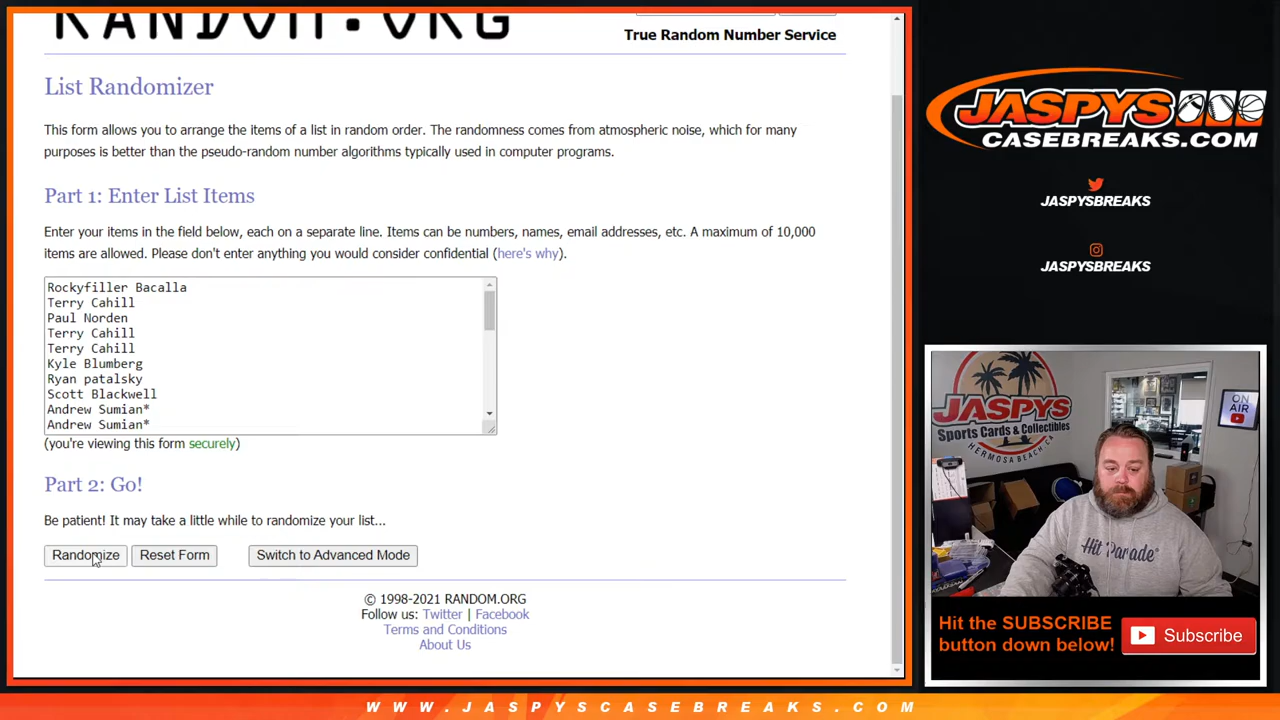 RANDOM.ORG
True Random Number Service
List Randomizer
This form allows you to arrange the items of a list in random order. The randomness comes from atmospheric noise, which for many
purposes is better than the pseudo-random number algorithms typically used in computer programs.
Part 1: Enter List Items
Enter your items in the field below, each on a separate line. Items can be numbers, names, email addresses, etc. A maximum of 10,000
items are allowed. Please don't enter anything you would consider confidential (here's why).
Rockyfiller Bacalla
Terry Cahill
Paul Norden
Terry Cahill
Terry Cahill
Kyle Blumberg
Ryan patalsky
Scott Blackwell
Andrew Sumian*
Andrew Sumian*
(you're viewing this form securely)
Part 2: Go!
Be patient! It may take a little while to randomize your list...
Randomize
Reset Form
Switch to Advanced Mode
© 1998-2021 RANDOM.ORG
Follow us: Twitter | Facebook
Terms and Conditions
About Us
JASPYS
CASEBREAKS.COM
JASPYSBREAKS
JASPYSBREAKS
JASPYS
Sports Cards & Collectibles
HERMOSA BEACH, CA
ON
AIR
Hit Parade
Hit the SUBSCRIBE
button down below!
Subscribe
WWW.JASPYSCASEBREAKS.COM